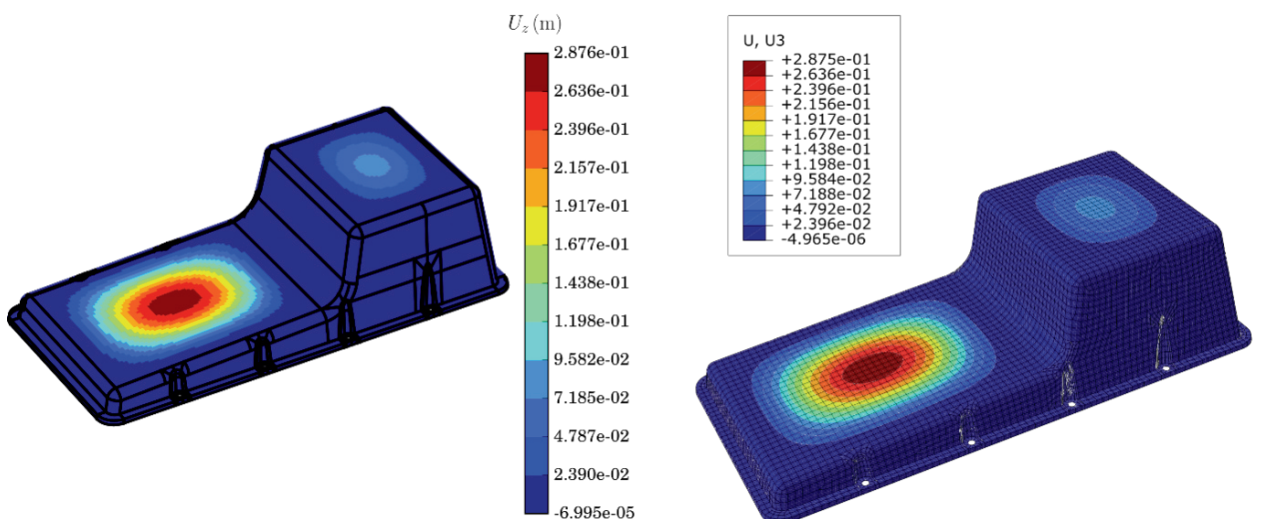 U_z (m)
2.876e-01
2.636e-01
2.396e-01
2.157e-01
1.917e-01
1.677e-01
1.438e-01
1.198e-01
9.582e-02
7.185e-02
4.787e-02
2.390e-02
-6.995e-05
U, U3
+2.875e-01
+2.636e-01
+2.396e-01
+2.156e-01
+1.917e-01
+1.677e-01
+1.438e-01
+1.198e-01
+9.584e-02
+7.188e-02
+4.792e-02
+2.396e-02
-4.965e-06